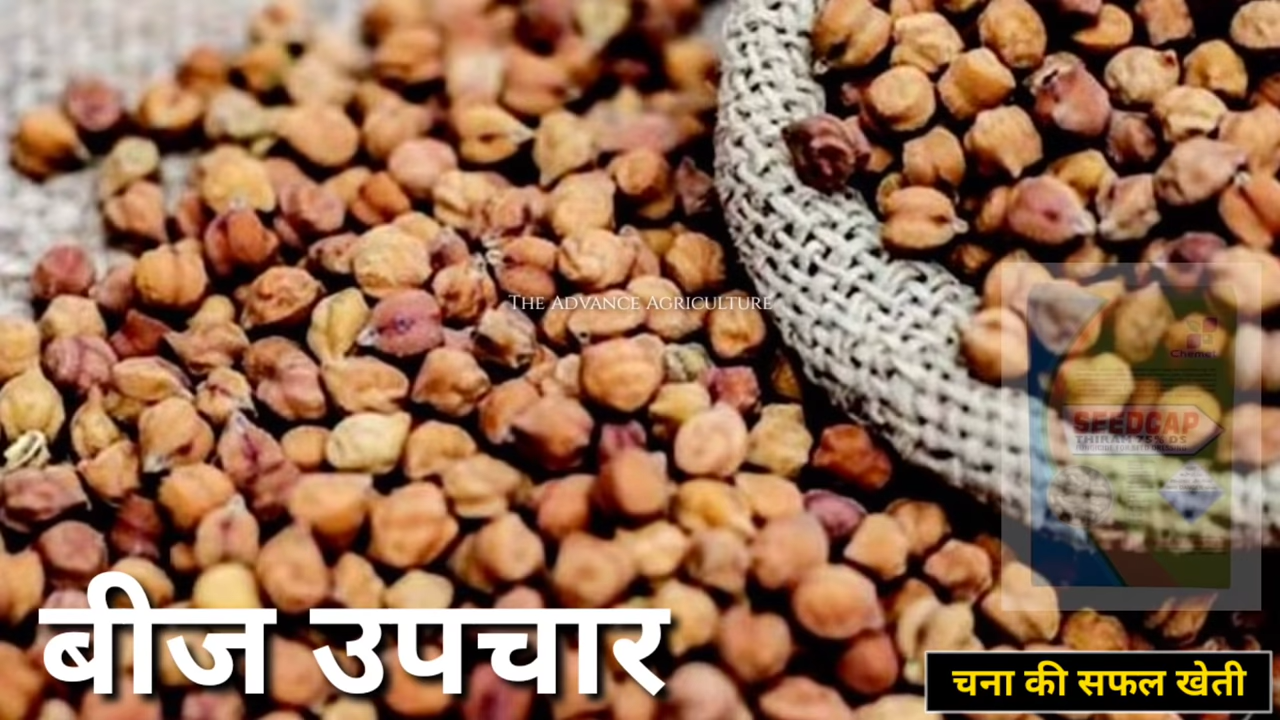 The Advance Agriculture
Chemet
SEEDCAP
THIRAM 75% DS
बीज उपचार
चना की सफल खेती